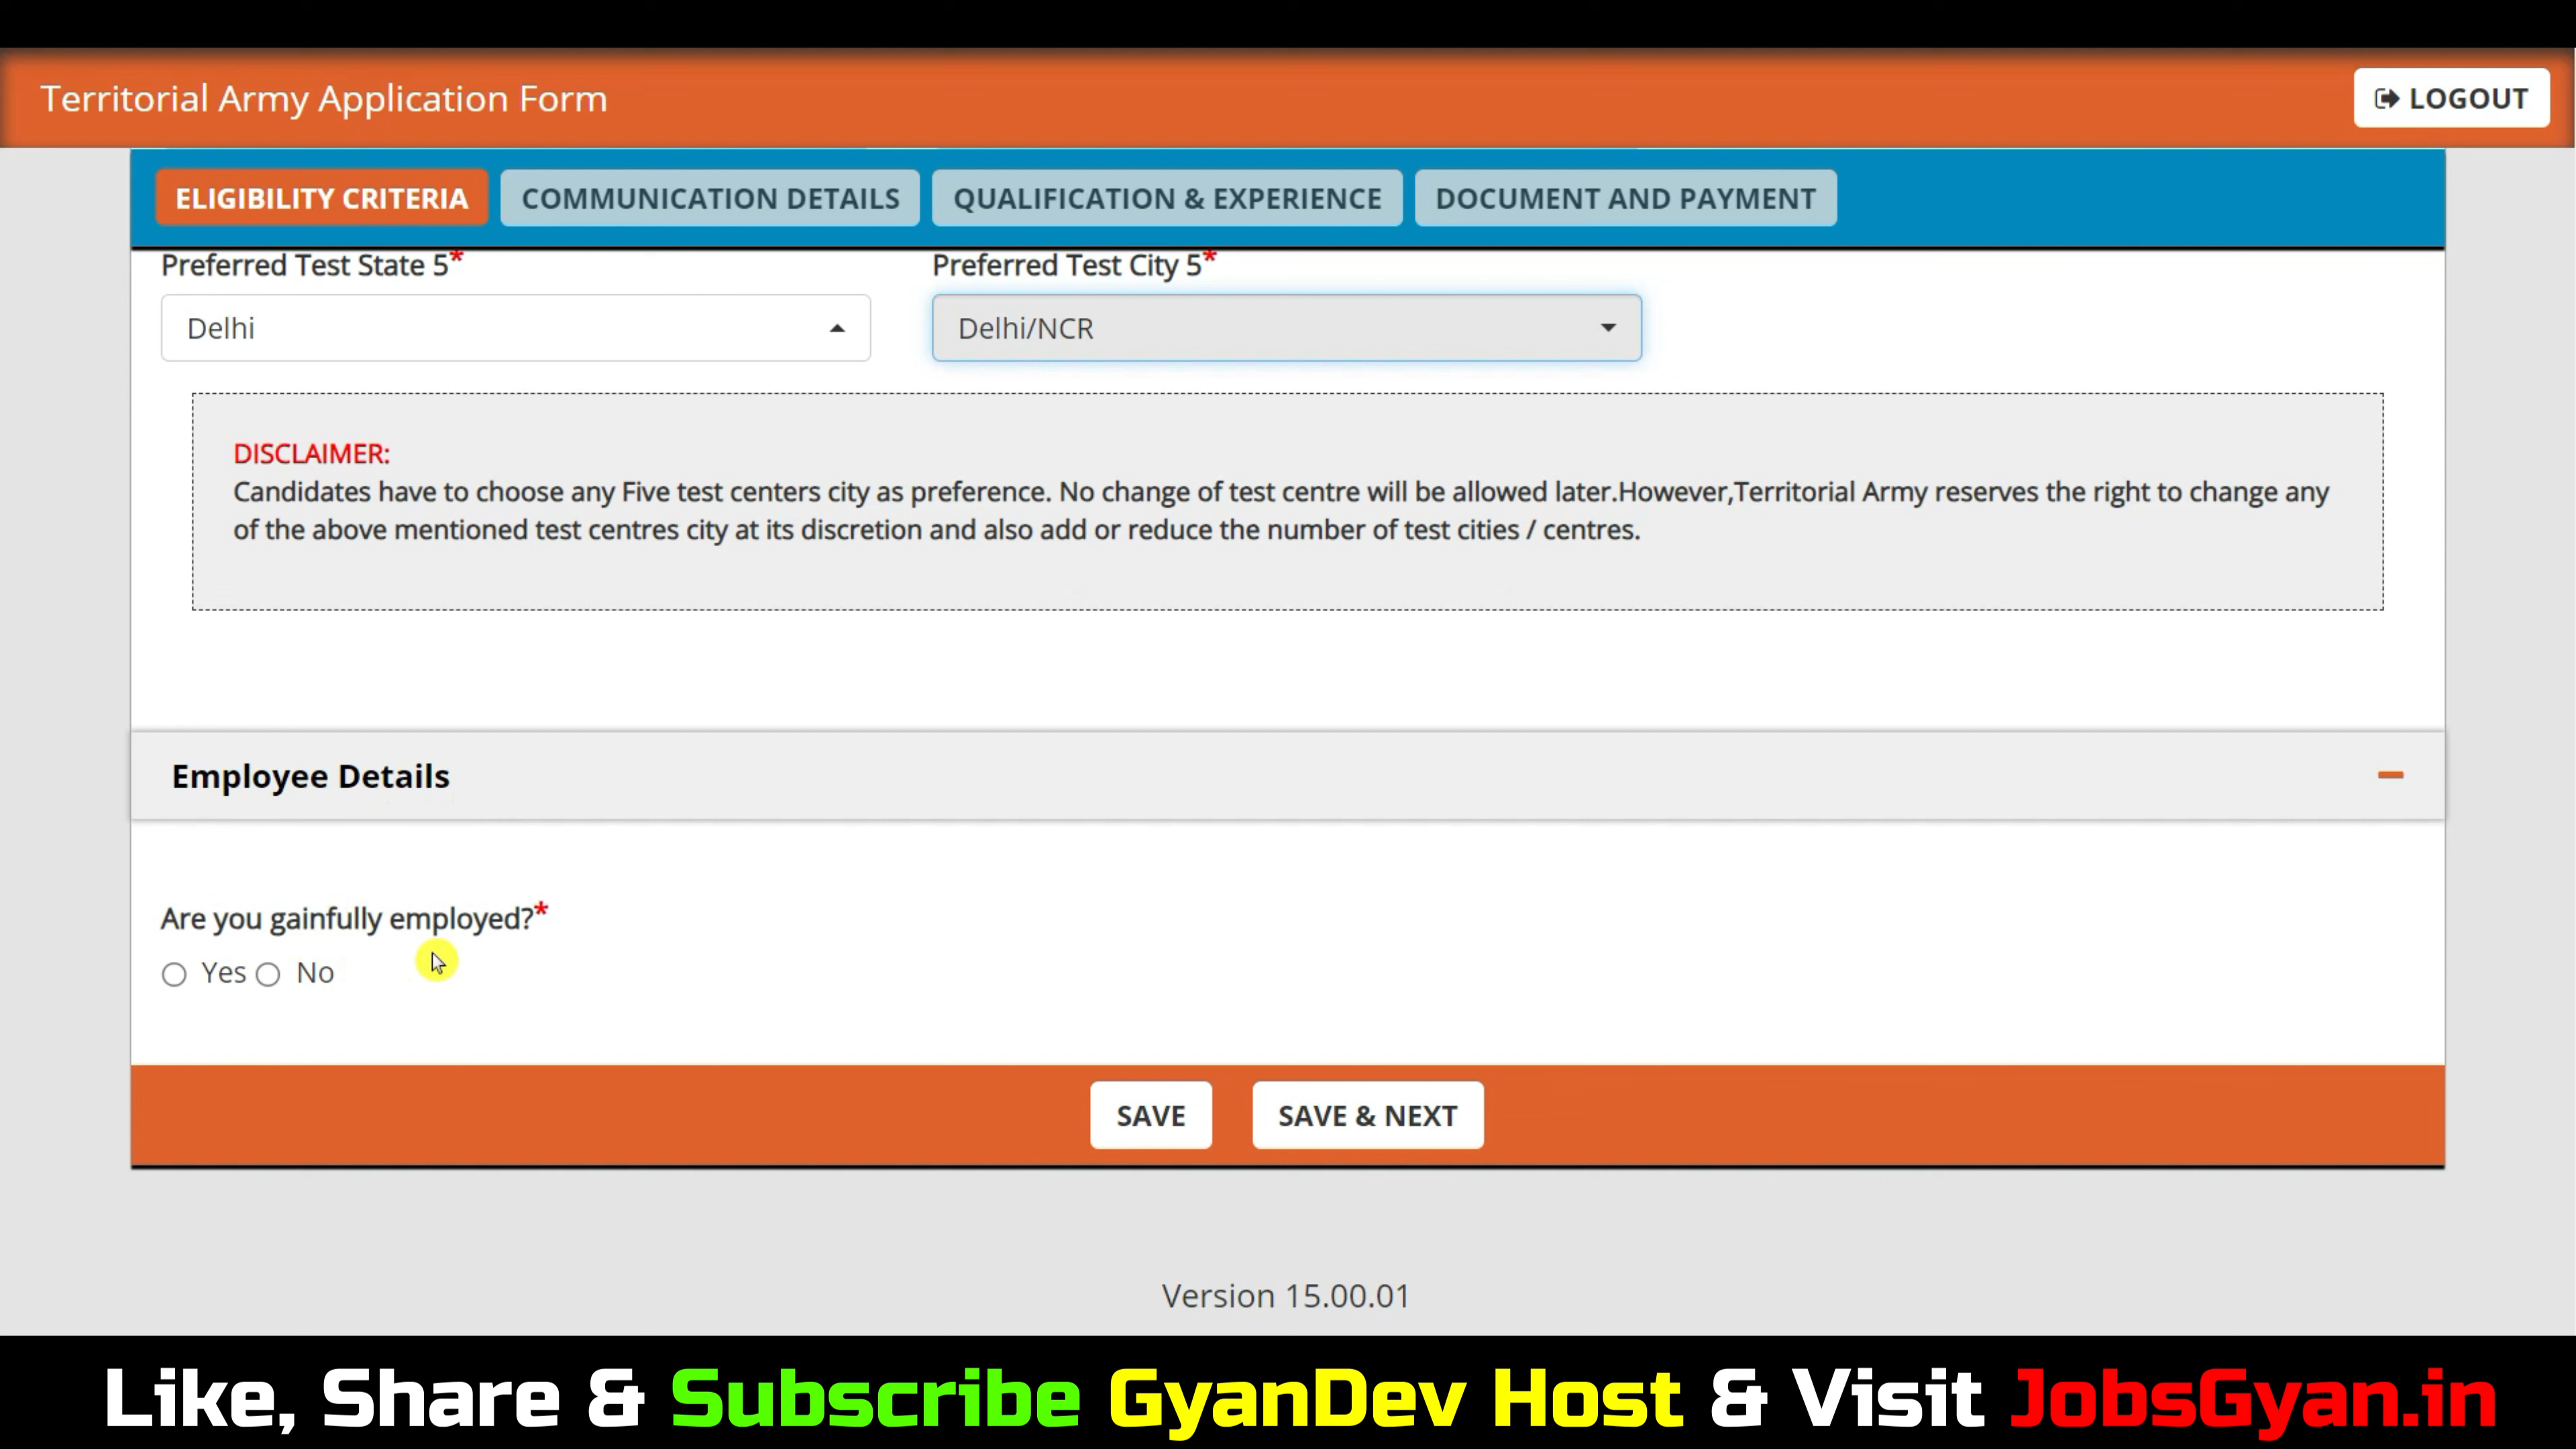 Territorial Army Application Form
LOGOUT
ELIGIBILITY CRITERIA COMMUNICATION DETAILS QUALIFICATION & EXPERIENCE DOCUMENT AND PAYMENT
Preferred Test State 5* Preferred Test City 5*
Delhi Delhi/NCR
DISCLAIMER:
Candidates have to choose any Five test centers city as preference. No change of test centre will be allowed later.However,Territorial Army reserves the right to change any
of the above mentioned test centres city at its discretion and also add or reduce the number of test cities / centres.
Employee Details
Are you gainfully employed?*
Yes No
SAVE SAVE & NEXT
Version 15.00.01
Like, Share & Subscribe GyanDev Host & Visit JobsGyan.in